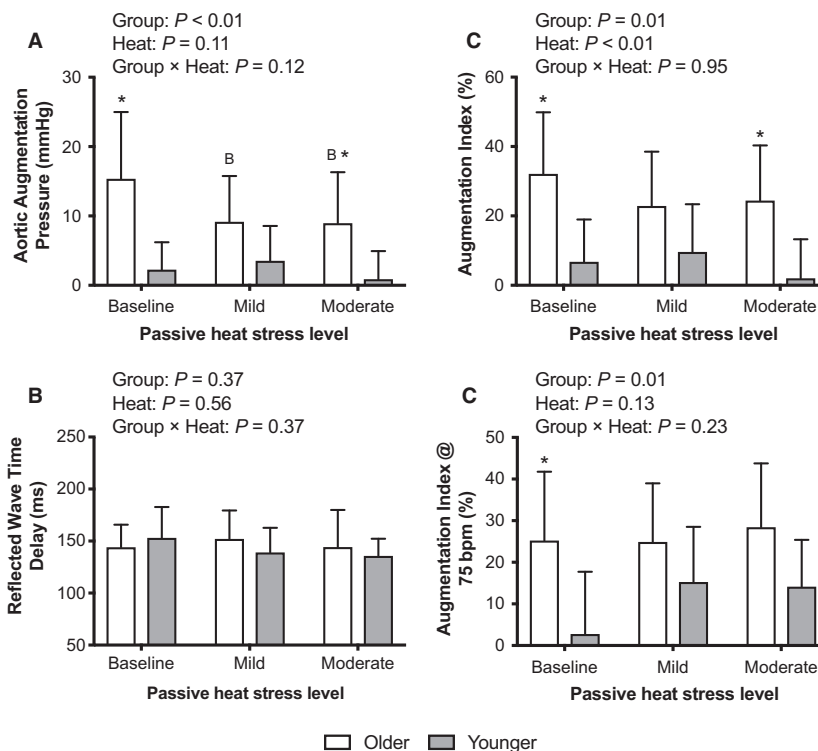 A
Group: P < 0.01
Heat: P = 0.11
Group × Heat: P = 0.12
Aortic Augmentation
Pressure (mmHg)
30
20
10
0
*
B
B *
Baseline Mild Moderate
Passive heat stress level
C
Group: P = 0.01
Heat: P < 0.01
Group × Heat: P = 0.95
Augmentation Index (%)
60
40
20
0
*
*
Baseline Mild Moderate
Passive heat stress level
B
Group: P = 0.37
Heat: P = 0.56
Group × Heat: P = 0.37
Reflected Wave Time
Delay (ms)
250
200
150
100
50
Baseline Mild Moderate
Passive heat stress level
C
Group: P = 0.01
Heat: P = 0.13
Group × Heat: P = 0.23
Augmentation Index @
75 bpm (%)
50
40
30
20
10
0
*
Baseline Mild Moderate
Passive heat stress level
Older Younger